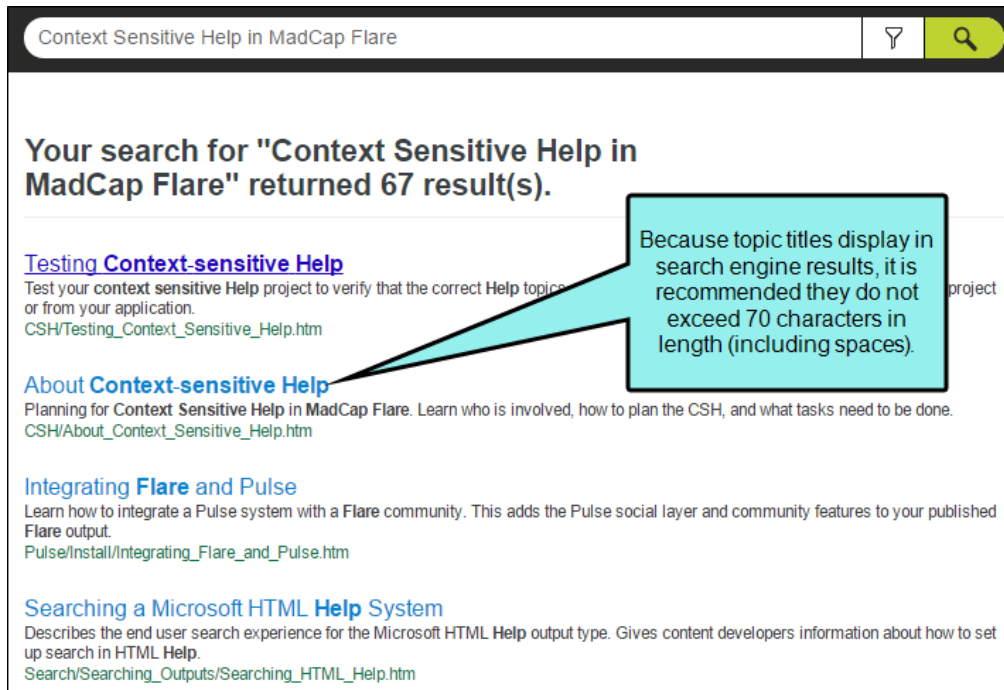 Context Sensitive Help in MadCap Flare
Your search for "Context Sensitive Help in
MadCap Flare" returned 67 result(s).
Because topic titles display in
search engine results, it is
recommended they do not
exceed 70 characters in
length (including spaces).
Testing Context-sensitive Help
Test your context sensitive Help project to verify that the correct Help topics project
or from your application.
CSH/Testing_Context_Sensitive_Help.htm
About Context-sensitive Help
Planning for Context Sensitive Help in MadCap Flare. Learn who is involved, how to plan the CSH, and what tasks need to be done.
CSH/About_Context_Sensitive_Help.htm
Integrating Flare and Pulse
Learn how to integrate a Pulse system with a Flare community. This adds the Pulse social layer and community features to your published
Flare output.
Pulse/Install/Integrating_Flare_and_Pulse.htm
Searching a Microsoft HTML Help System
Describes the end user search experience for the Microsoft HTML Help output type. Gives content developers information about how to set
up search in HTML Help.
Search/Searching_Outputs/Searching_HTML_Help.htm